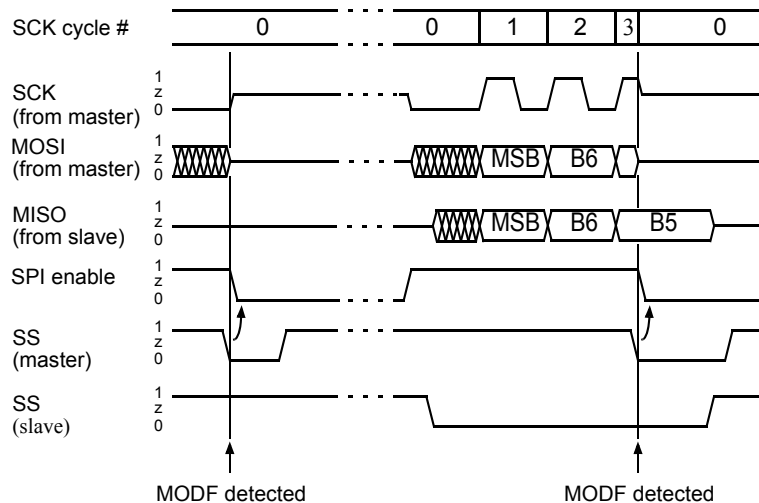 SCK cycle # 0 0 1 2 3 0
SCK
(from master)
1
z
0
MOSI
(from master)
1
z
0
MSB B6
MISO
(from slave)
1
z
0
MSB B6 B5
SPI enable
1
z
0
SS
(master)
1
z
0
SS
(slave)
1
z
0
MODF detected MODF detected